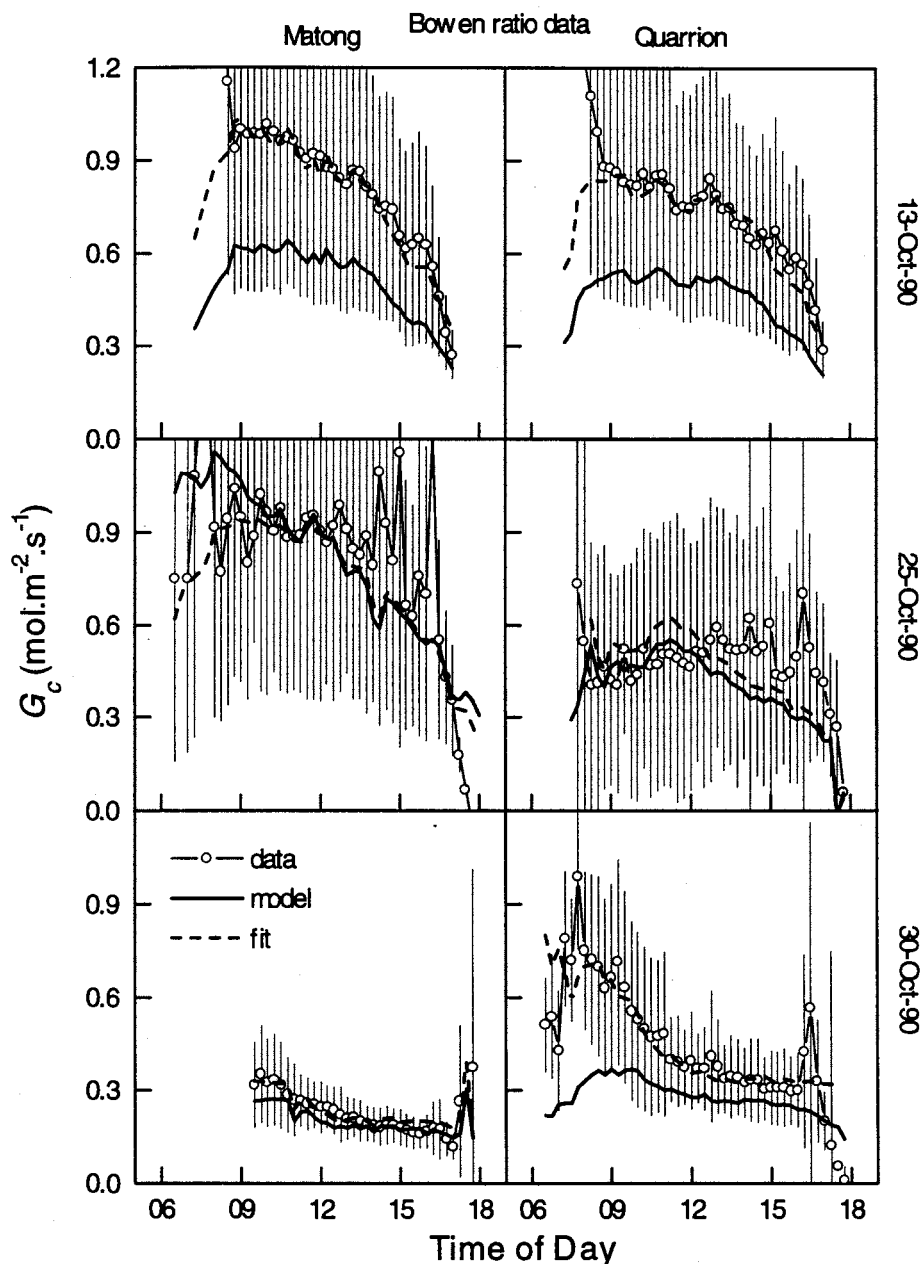 Bowen ratio data
Matong
Quarrion
1.2
0.9
0.6
0.3
0.0
13-Oct-90
0.9
0.6
0.3
0.0
25-Oct-90
0.9
0.6
0.3
0.0
30-Oct-90
data
model
fit
G_c (mol.m⁻².s⁻¹)
06 09 12 15 18
06 09 12 15 18
Time of Day